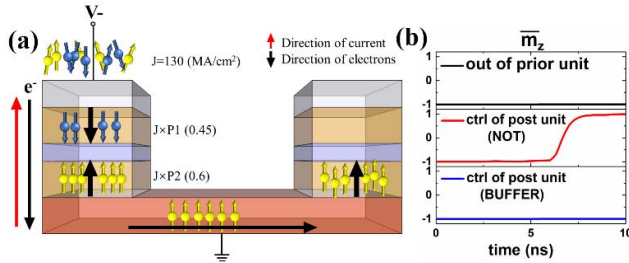 (a)
V-
J=130 (MA/cm²)
Direction of current
Direction of electrons
e⁻
J×P1 (0.45)
J×P2 (0.6)
(b)
m̅z
1
0
-1
out of prior unit
1
0
-1
ctrl of post unit
(NOT)
1
0
-1
ctrl of post unit
(BUFFER)
0
5
10
time (ns)